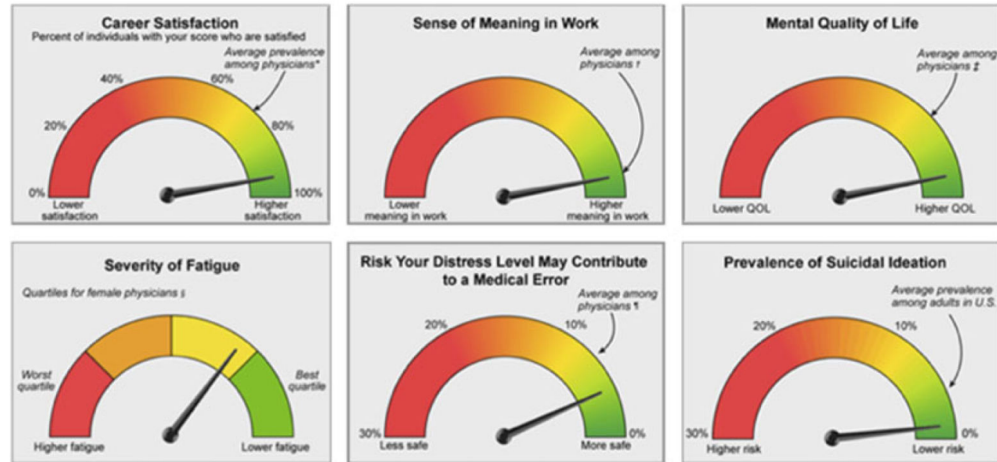 Career Satisfaction
Percent of individuals with your score who are satisfied
Average prevalence
among physicians*
40%
60%
20%
80%
0%
100%
Lower
satisfaction
Higher
satisfaction
Sense of Meaning in Work
Average among
physicians †
Lower
meaning in work
Higher
meaning in work
Mental Quality of Life
Average among
physicians ‡
Lower QOL
Higher QOL
Severity of Fatigue
Quartiles for female physicians §
Worst
quartile
Best
quartile
Higher fatigue
Lower fatigue
Risk Your Distress Level May Contribute
to a Medical Error
Average among
physicians ¶
20%
10%
30%
0%
Less safe
More safe
Prevalence of Suicidal Ideation
Average prevalence
among adults in U.S.
20%
10%
30%
0%
Higher risk
Lower risk